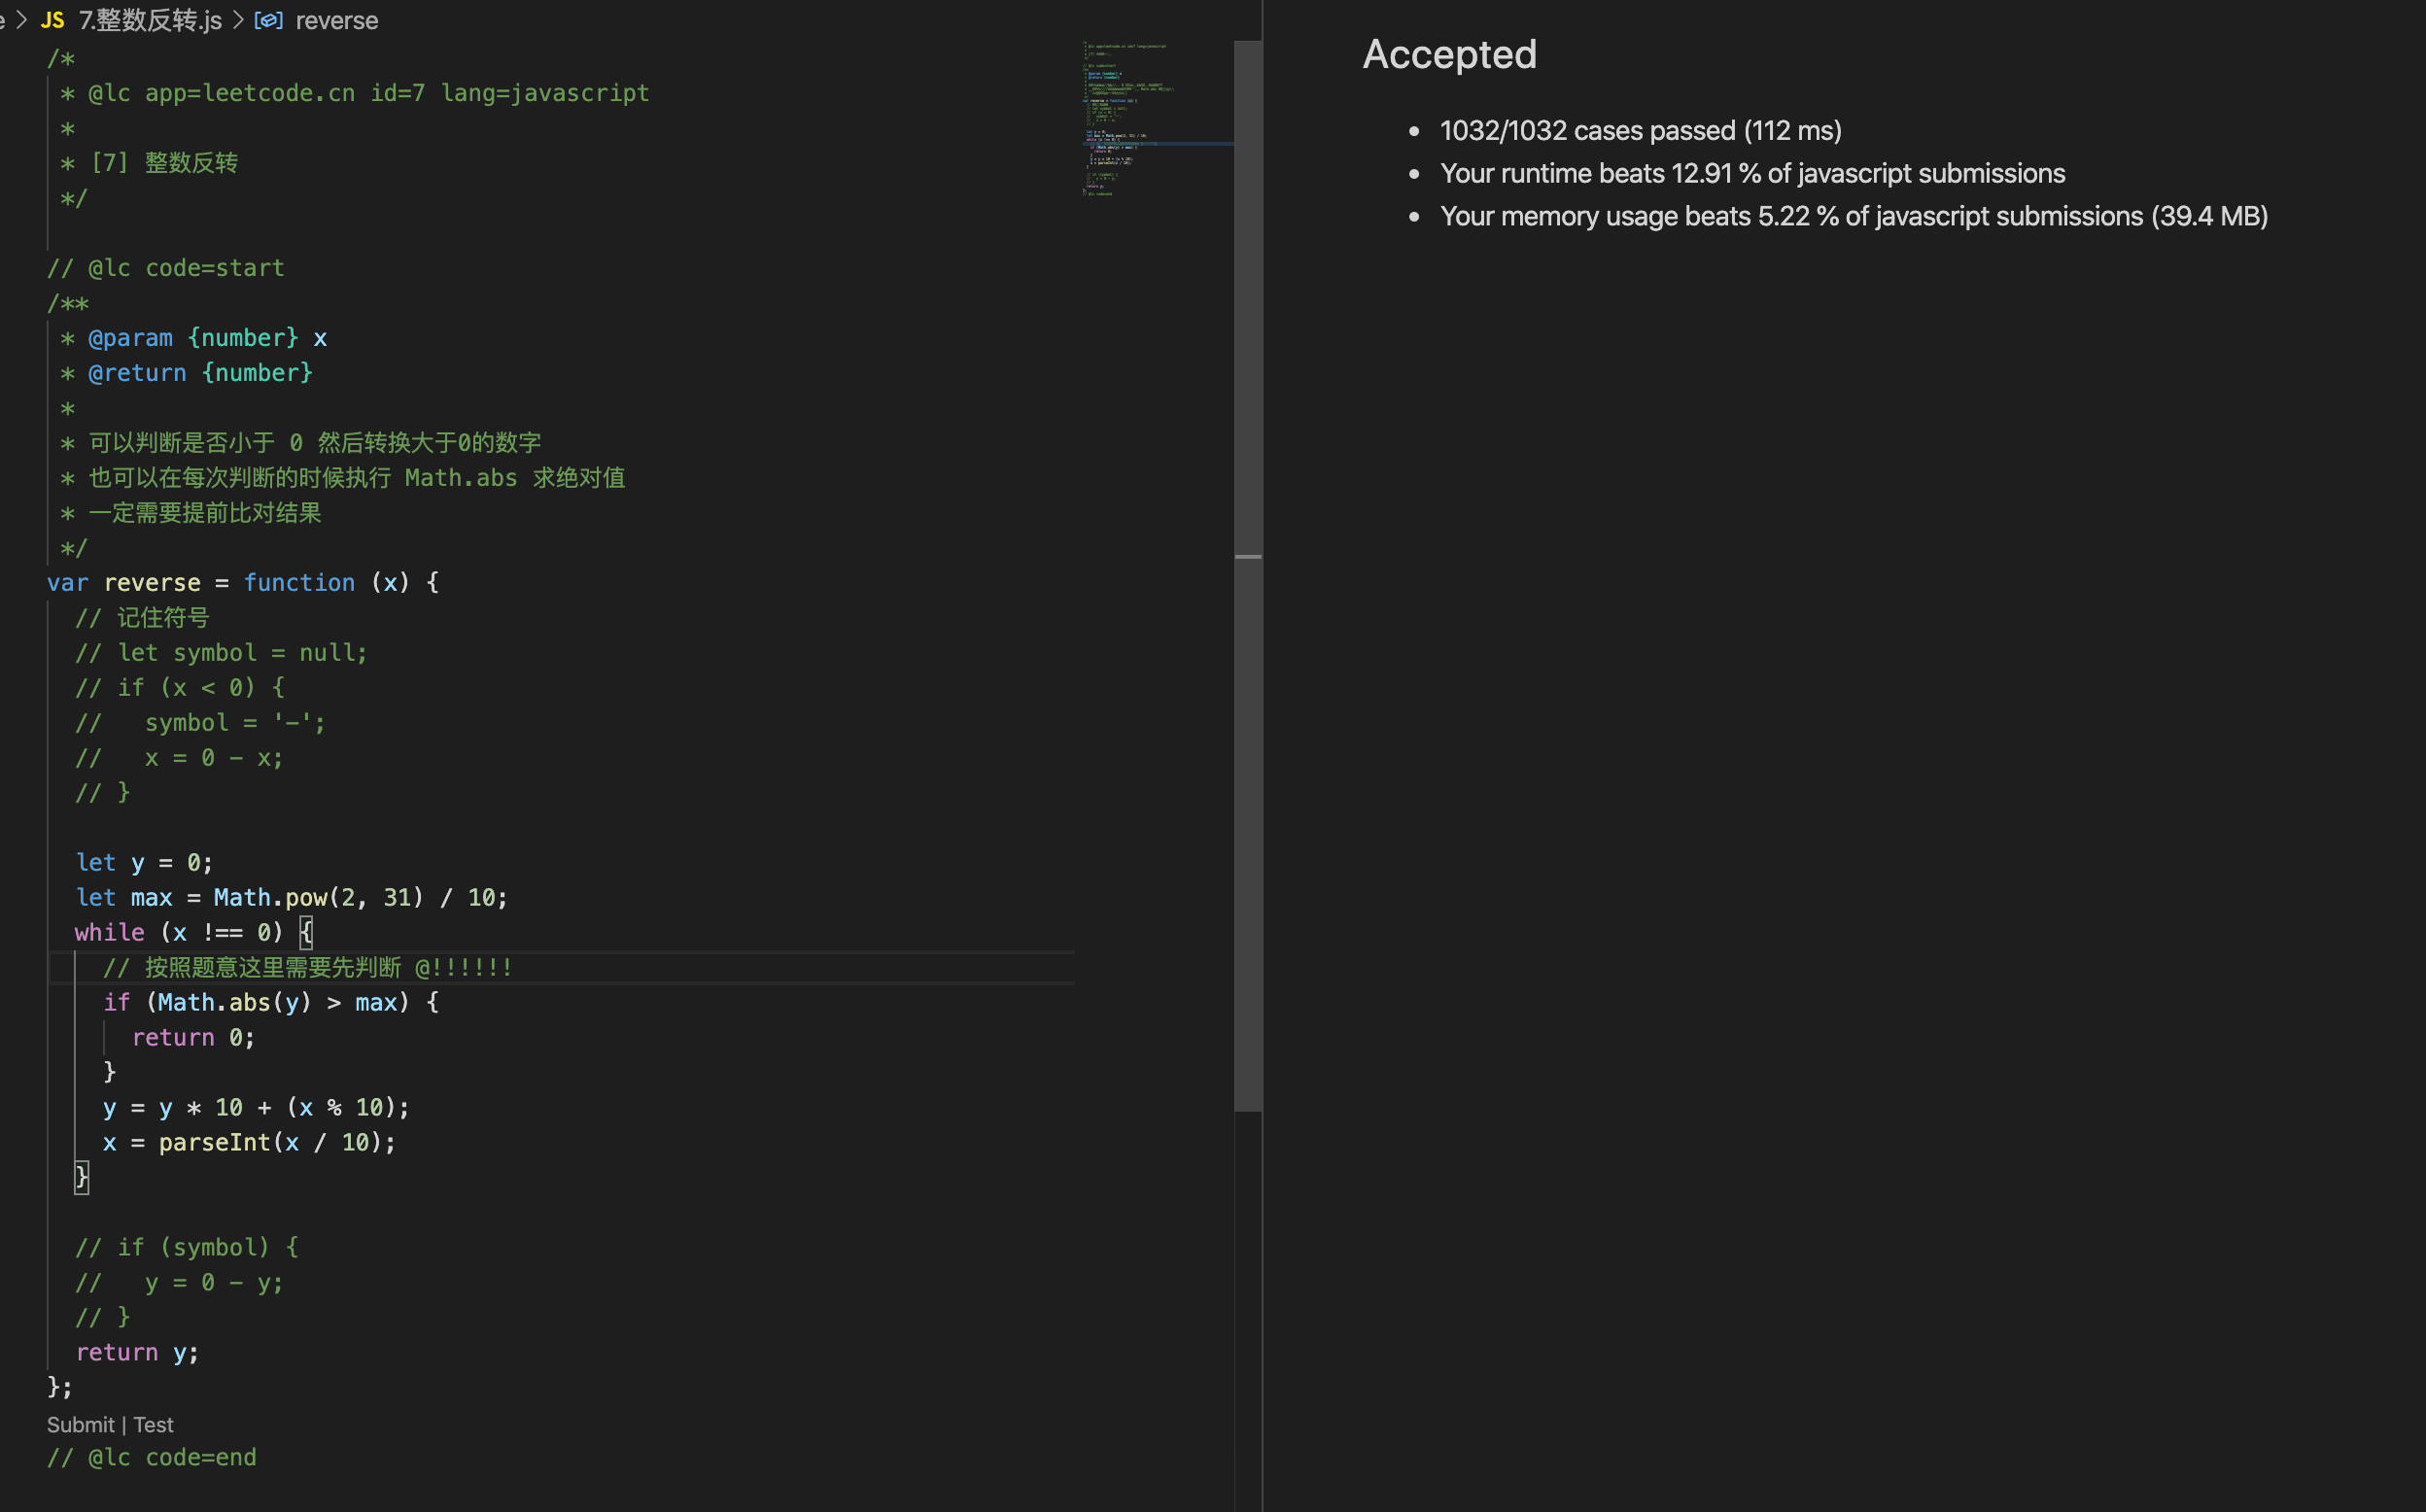 e > JS 7.整数反转.js > reverse
/*
 * @lc app=leetcode.cn id=7 lang=javascript
 *
 * [7] 整数反转
 */

// @lc code=start
/**
 * @param {number} x
 * @return {number}
 *
 * 可以判断是否小于 0 然后转换大于0的数字
 * 也可以在每次判断的时候执行 Math.abs 求绝对值
 * 一定需要提前比对结果
 */
var reverse = function (x) {
  // 记住符号
  // let symbol = null;
  // if (x < 0) {
  //   symbol = '-';
  //   x = 0 - x;
  // }

  let y = 0;
  let max = Math.pow(2, 31) / 10;
  while (x !== 0) {
    // 按照题意这里需要先判断 @!!!!!!
    if (Math.abs(y) > max) {
      return 0;
    }
    y = y * 10 + (x % 10);
    x = parseInt(x / 10);
  }

  // if (symbol) {
  //   y = 0 - y;
  // }
  return y;
};
Submit | Test
// @lc code=end
Accepted
• 1032/1032 cases passed (112 ms)
• Your runtime beats 12.91 % of javascript submissions
• Your memory usage beats 5.22 % of javascript submissions (39.4 MB)